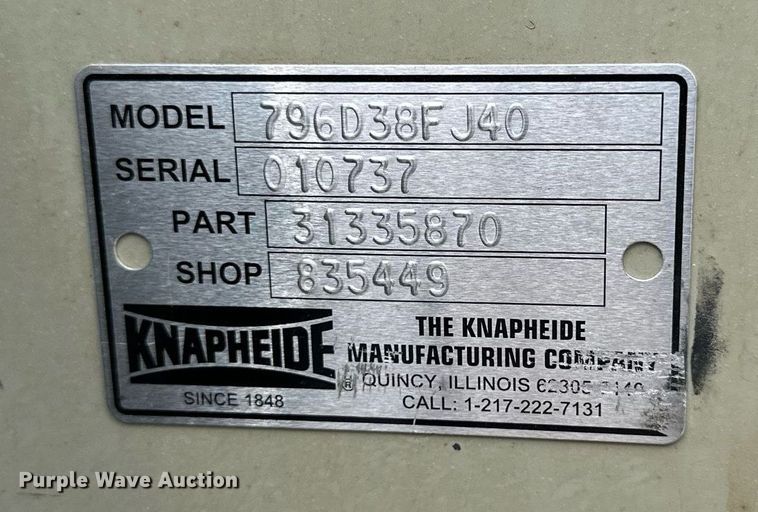 MODEL 796D38FJ40
SERIAL 010737
PART 31335870
SHOP 835449
KNAPHEIDE ®
SINCE 1848
THE KNAPHEIDE
MANUFACTURING COMPANY
QUINCY, ILLINOIS
CALL: 1-217-222-7131
Purple Wave Auction